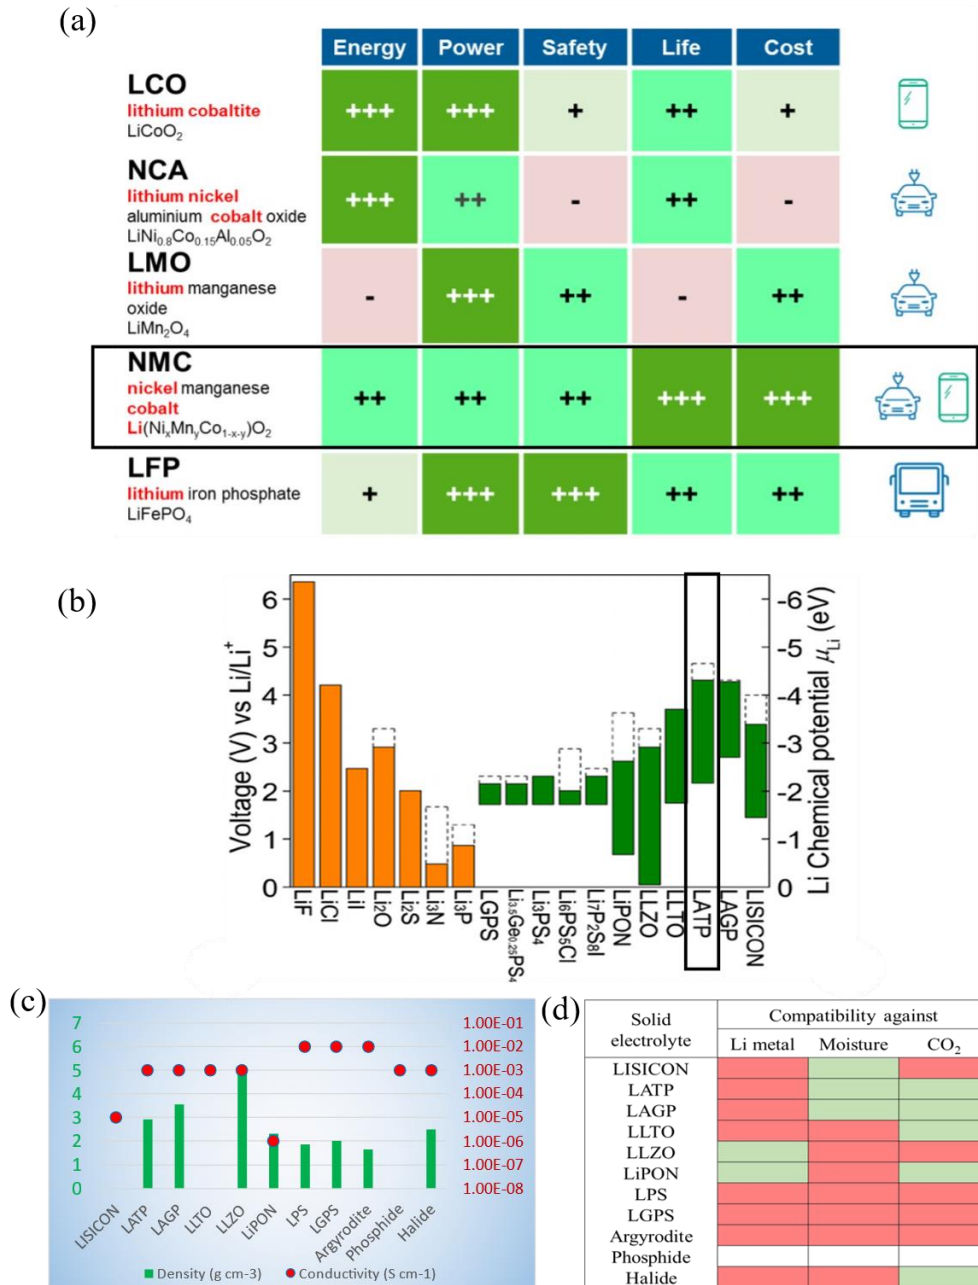 (a)
Energy Power Safety Life Cost
LCO
lithium cobaltite
LiCoO₂
+++ +++ + ++ +
NCA
lithium nickel
aluminium cobalt oxide
LiNi₀.₈Co₀.₁₅Al₀.₀₅O₂
+++ ++ - ++ -
LMO
lithium manganese
oxide
LiMn₂O₄
- +++ ++ - ++
NMC
nickel manganese
cobalt
Li(NiₓMnᵧCo₁₋ₓ₋ᵧ)O₂
++ ++ ++ +++ +++
LFP
lithium iron phosphate
LiFePO₄
+ +++ +++ ++ ++
(b)
Voltage (V) vs Li/Li⁺
6
5
4
3
2
1
0
Li Chemical potential μLi (eV)
-6
-5
-4
-3
-2
-1
-0
LiF
LiCl
LiI
Li₂O
Li₂S
Li₃N
Li₃P
LGPS
Li₃.₅Ge₀.₂₅PS₄
Li₃PS₄
Li₆PS₅Cl
Li₇P₂S₈I
LiPON
LLZO
LLTO
LATP
LAGP
LISICON
(c)
7
6
5
4
3
2
1
0
1.00E-01
1.00E-02
1.00E-03
1.00E-04
1.00E-05
1.00E-06
1.00E-07
1.00E-08
LISICON
LATP
LAGP
LLTO
LLZO
LiPON
LPS
LGPS
Argyrodite
Phosphide
Halide
Density (g cm-3) Conductivity (S cm-1)
(d)
Solid
electrolyte
Compatibility against
Li metal Moisture CO₂
LISICON
LATP
LAGP
LLTO
LLZO
LiPON
LPS
LGPS
Argyrodite
Phosphide
Halide